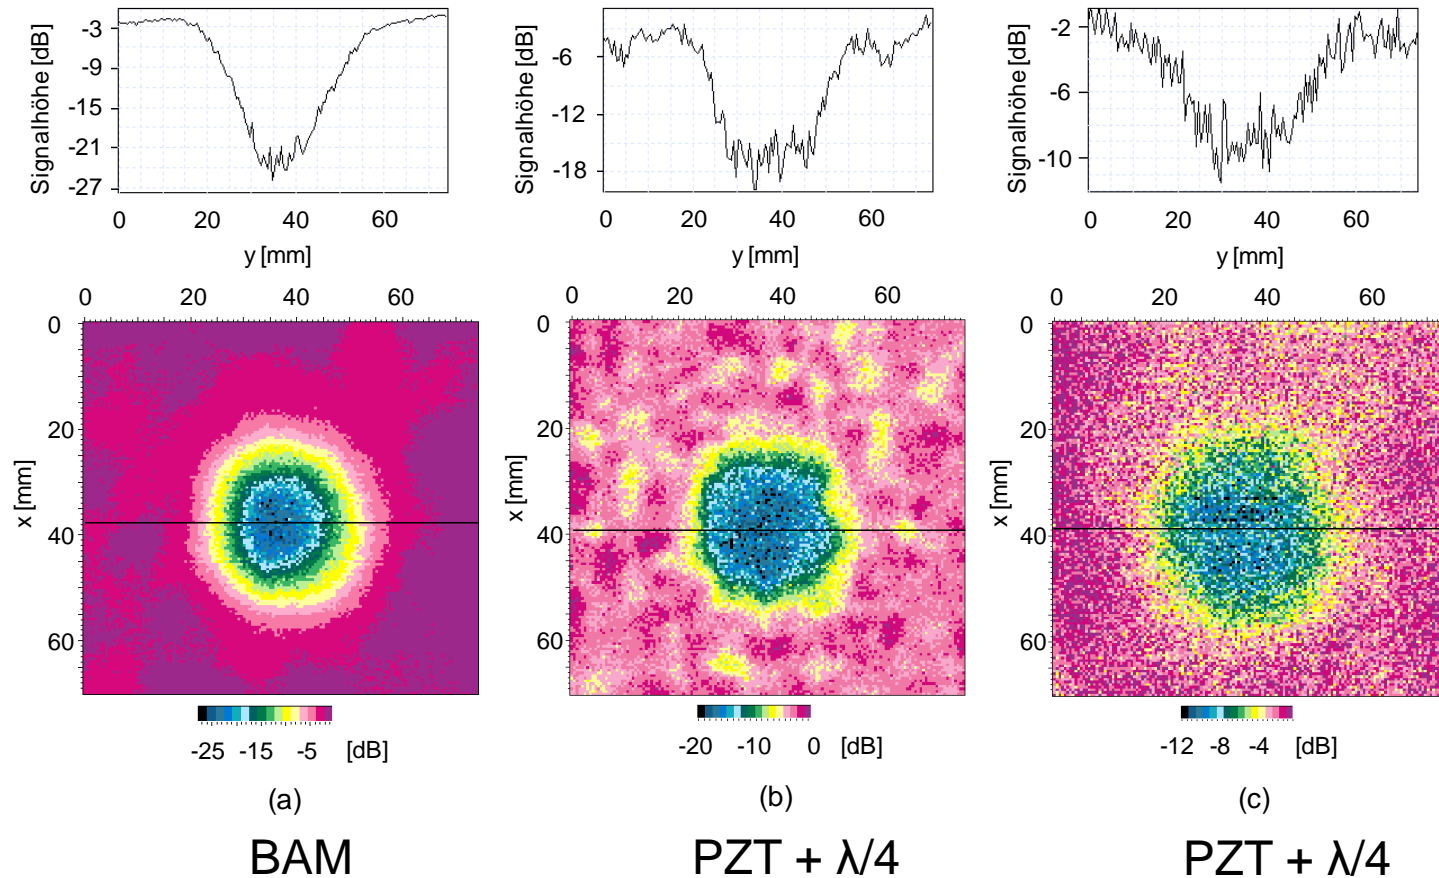 -3
-9
-15
-21
-27
Signalhöhe [dB]
0 20 40 60
y [mm]
0 20 40 60
0
20
40
60
x [mm]
-25 -15 -5 [dB]
(a)
BAM
-6
-12
-18
Signalhöhe [dB]
0 20 40 60
y [mm]
0 20 40 60
0
20
40
60
x [mm]
-20 -10 0 [dB]
(b)
PZT + λ/4
-2
-6
-10
Signalhöhe [dB]
0 20 40 60
y [mm]
0 20 40 60
0
20
40
60
x [mm]
-12 -8 -4 [dB]
(c)
PZT + λ/4